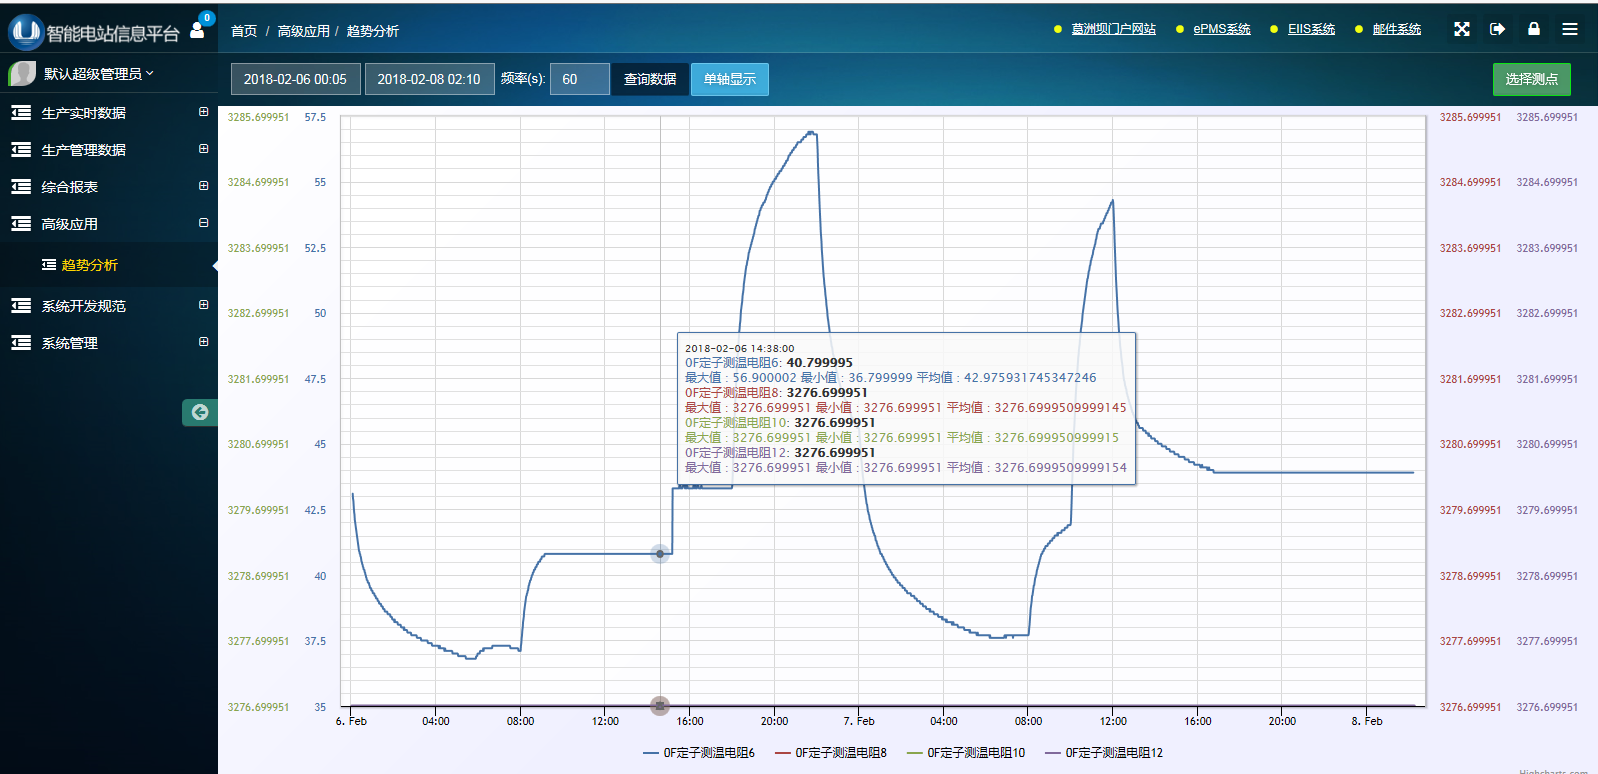 智能电站信息平台
0
首页 / 高级应用 / 趋势分析
葛洲坝门户网站
ePMS系统
EIIS系统
邮件系统
默认超级管理员
2018-02-06 00:05
2018-02-08 02:10
频率(s):
60
查询数据
单轴显示
选择测点
生产实时数据
生产管理数据
综合报表
高级应用
趋势分析
系统开发规范
系统管理
3285.699951 57.5 3285.699951 3285.699951
3284.699951 55 3284.699951 3284.699951
3283.699951 52.5 3283.699951 3283.699951
3282.699951 50 3282.699951 3282.699951
3281.699951 47.5 3281.699951 3281.699951
3280.699951 45 3280.699951 3280.699951
3279.699951 42.5 3279.699951 3279.699951
3278.699951 40 3278.699951 3278.699951
3277.699951 37.5 3277.699951 3277.699951
3276.699951 35 3276.699951 3276.699951
2018-02-06 14:38:00
0F定子测温电阻6: 40.799995
最大值 : 56.900002 最小值 : 36.799999 平均值 : 42.975931745347246
0F定子测温电阻8: 3276.699951
最大值 : 3276.699951 最小值 : 3276.699951 平均值 : 3276.6999509999145
0F定子测温电阻10: 3276.699951
最大值 : 3276.699951 最小值 : 3276.699951 平均值 : 3276.699950999915
0F定子测温电阻12: 3276.699951
最大值 : 3276.699951 最小值 : 3276.699951 平均值 : 3276.6999509999154
6. Feb 04:00 08:00 12:00 16:00 20:00 7. Feb 04:00 08:00 12:00 16:00 20:00 8. Feb
0F定子测温电阻6 0F定子测温电阻8 0F定子测温电阻10 0F定子测温电阻12
Highcharts.com